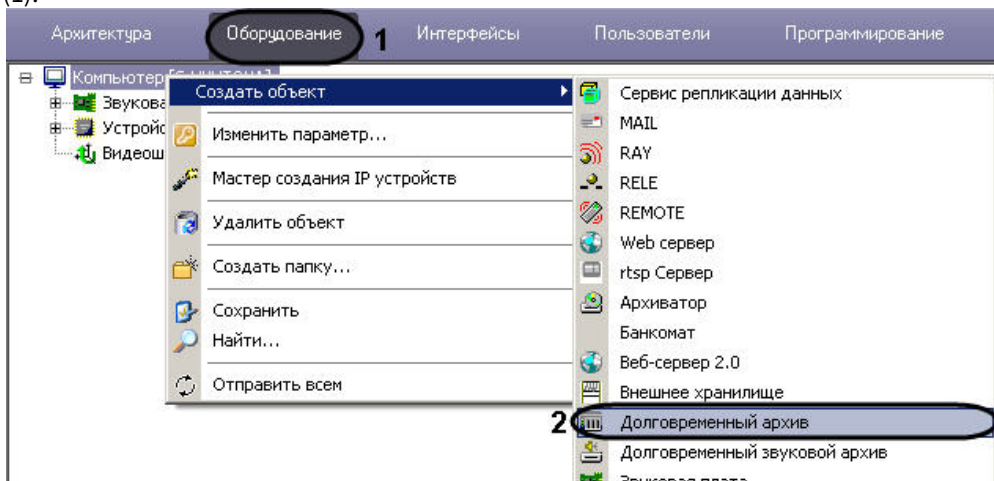 Архитектура Оборудование 1 Интерфейсы Пользователи Программирование
Компьютер
Звукова
Устройс
Видеош
Создать объект
Изменить параметр...
Мастер создания IP устройств
Удалить объект
Создать папку...
Сохранить
Найти...
Отправить всем
Сервис репликации данных
MAIL
RAY
RELE
REMOTE
Web сервер
rtsp Сервер
Архиватор
Банкомат
Веб-сервер 2.0
Внешнее хранилище
2 Долговременный архив
Долговременный звуковой архив
Звуковая плата